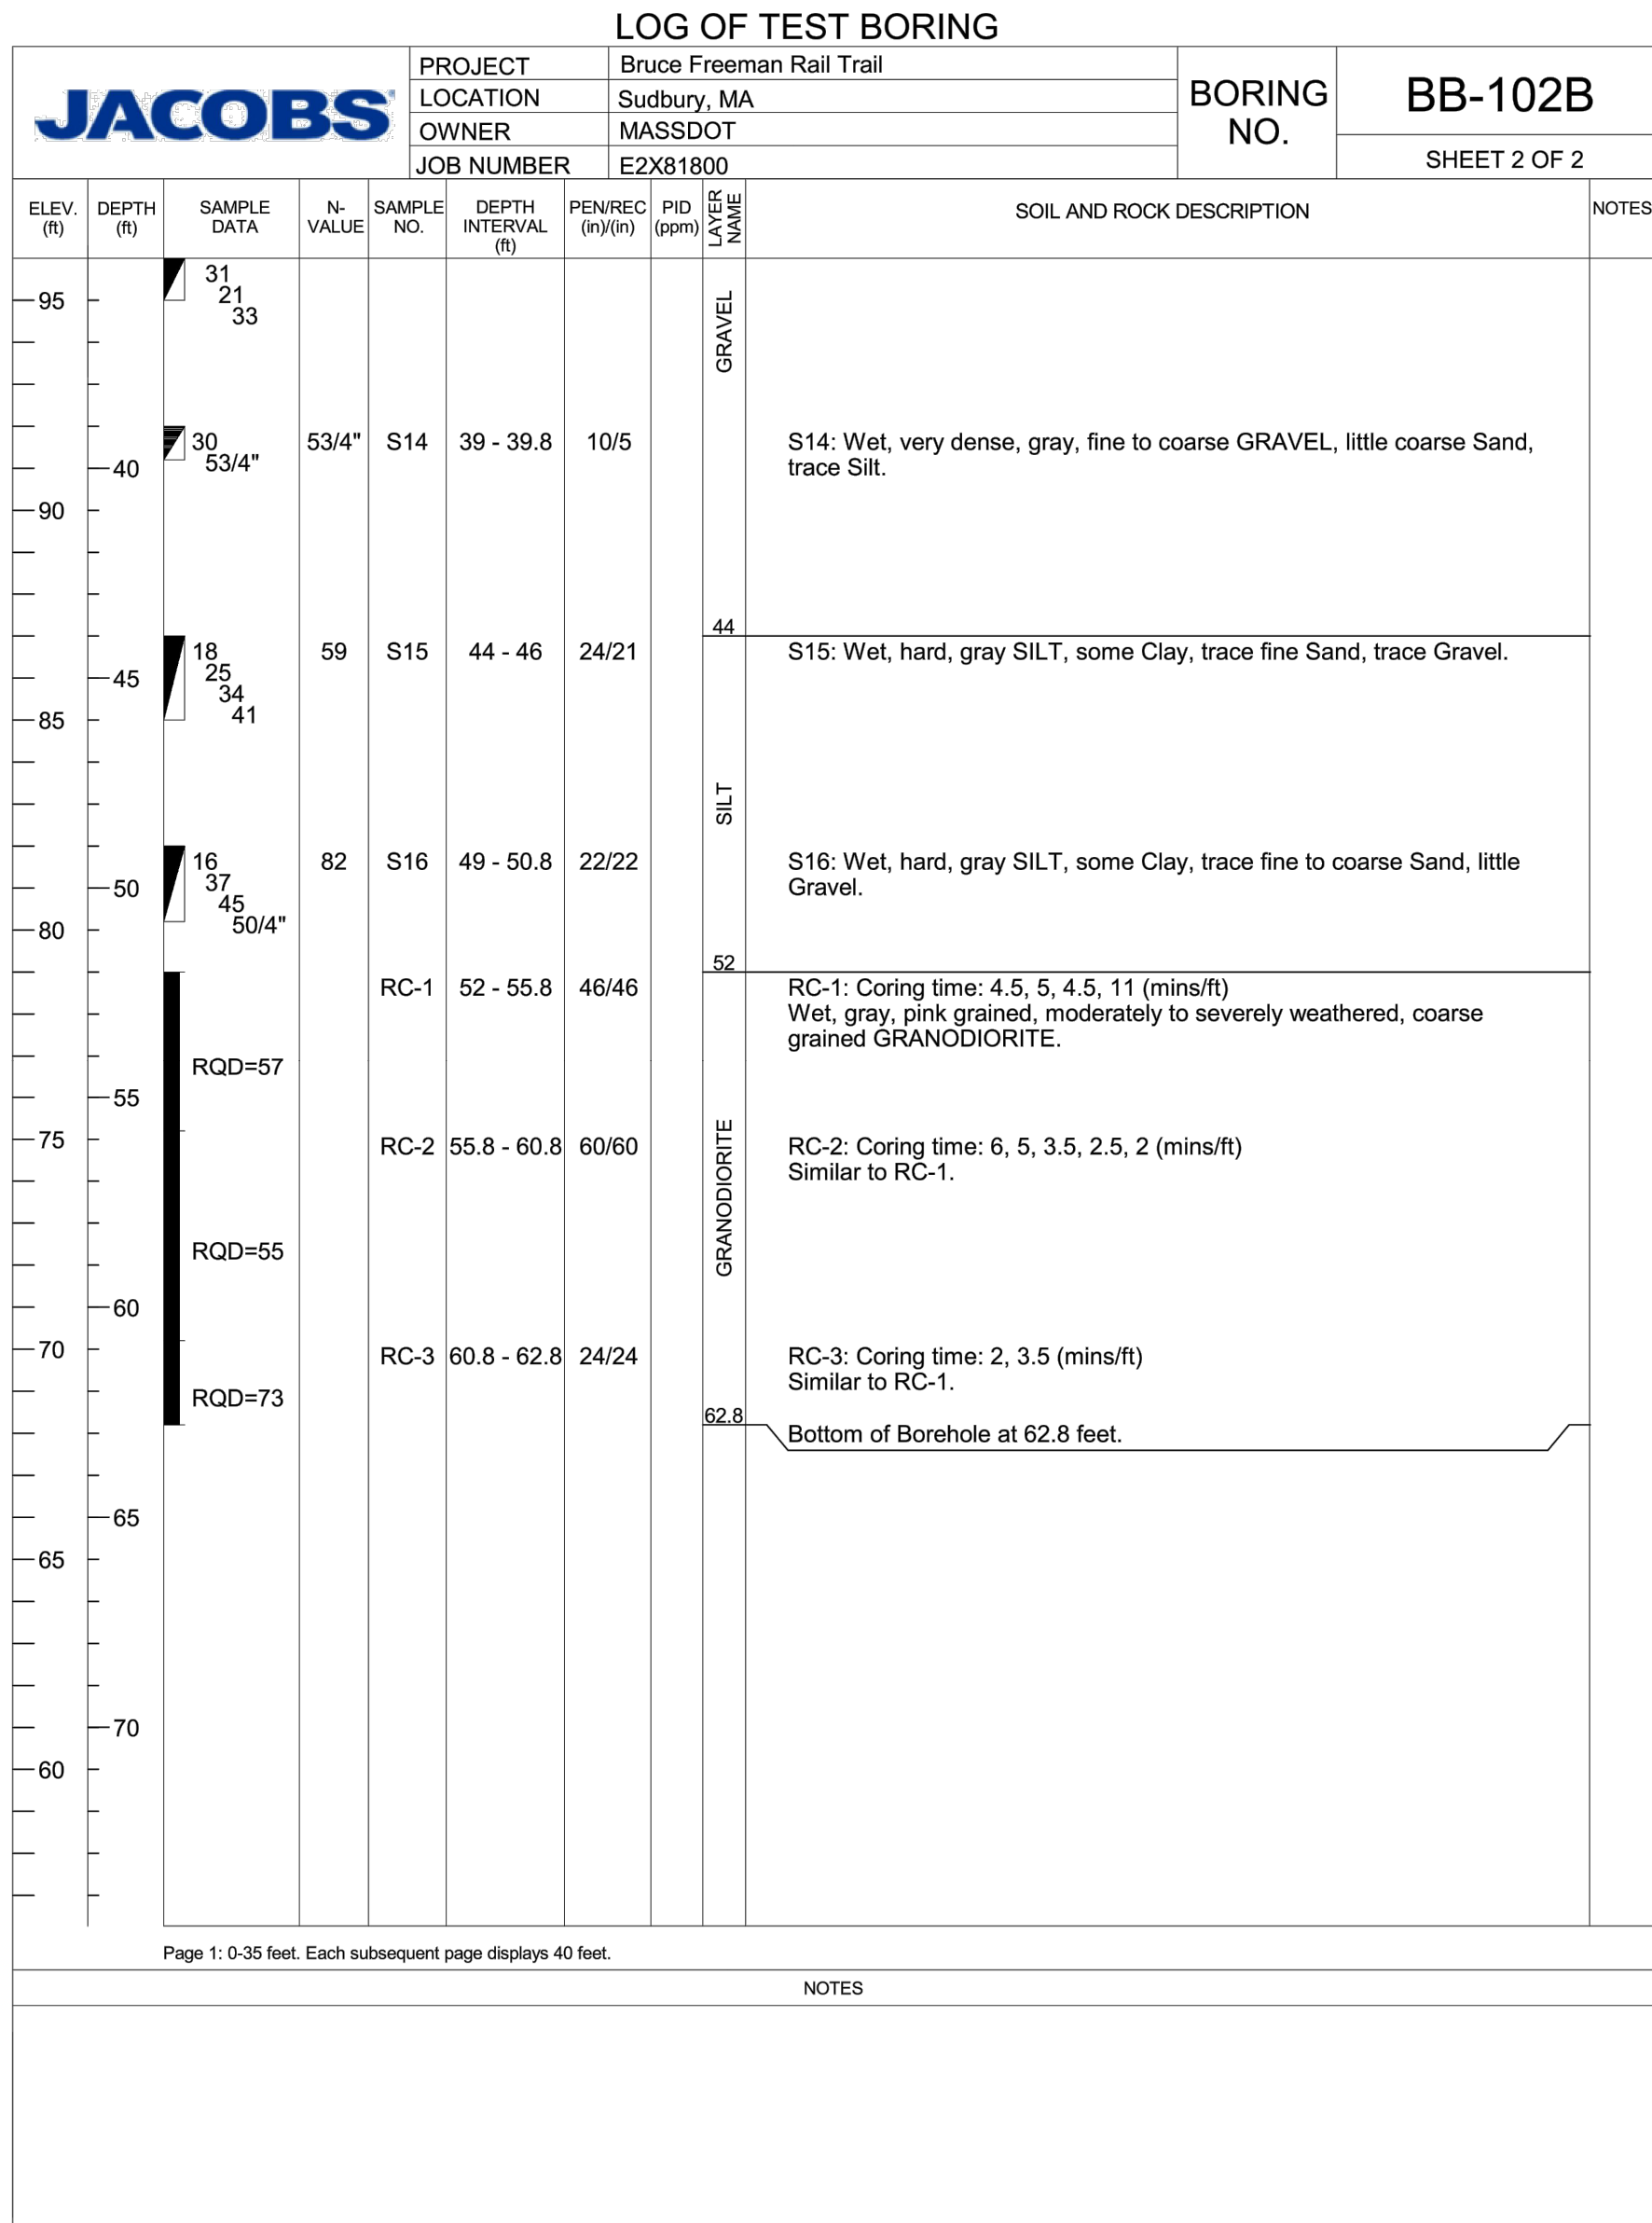 LOG OF TEST BORING
JACOBS
PROJECT Bruce Freeman Rail Trail
LOCATION Sudbury, MA
OWNER MASSDOT
JOB NUMBER E2X81800
BORING
NO.
BB-102B
SHEET 2 OF 2
ELEV.
(ft)
DEPTH
(ft)
SAMPLE
DATA
N-
VALUE
SAMPLE
NO.
DEPTH
INTERVAL
(ft)
PEN/REC
(in)/(in)
PID
(ppm)
LAYER
NAME
SOIL AND ROCK DESCRIPTION
NOTES
31
21
95
33
GRAVEL
30 53/4" S14 39 - 39.8 10/5 S14: Wet, very dense, gray, fine to coarse GRAVEL, little coarse Sand,
40 53/4" trace Silt.
90
44
18 59 S15 44 - 46 24/21 S15: Wet, hard, gray SILT, some Clay, trace fine Sand, trace Gravel.
45 25
34
85 41
SILT
16 82 S16 49 - 50.8 22/22 S16: Wet, hard, gray SILT, some Clay, trace fine to coarse Sand, little
50 37 Gravel.
45
80 50/4"
52
RC-1 52 - 55.8 46/46 RC-1: Coring time: 4.5, 5, 4.5, 11 (mins/ft)
Wet, gray, pink grained, moderately to severely weathered, coarse
grained GRANODIORITE.
RQD=57
55
75 RC-2 55.8 - 60.8 60/60 RC-2: Coring time: 6, 5, 3.5, 2.5, 2 (mins/ft)
Similar to RC-1.
GRANODIORITE
RQD=55
60
70 RC-3 60.8 - 62.8 24/24 RC-3: Coring time: 2, 3.5 (mins/ft)
Similar to RC-1.
RQD=73
62.8
Bottom of Borehole at 62.8 feet.
65
65
70
60
Page 1: 0-35 feet. Each subsequent page displays 40 feet.
NOTES